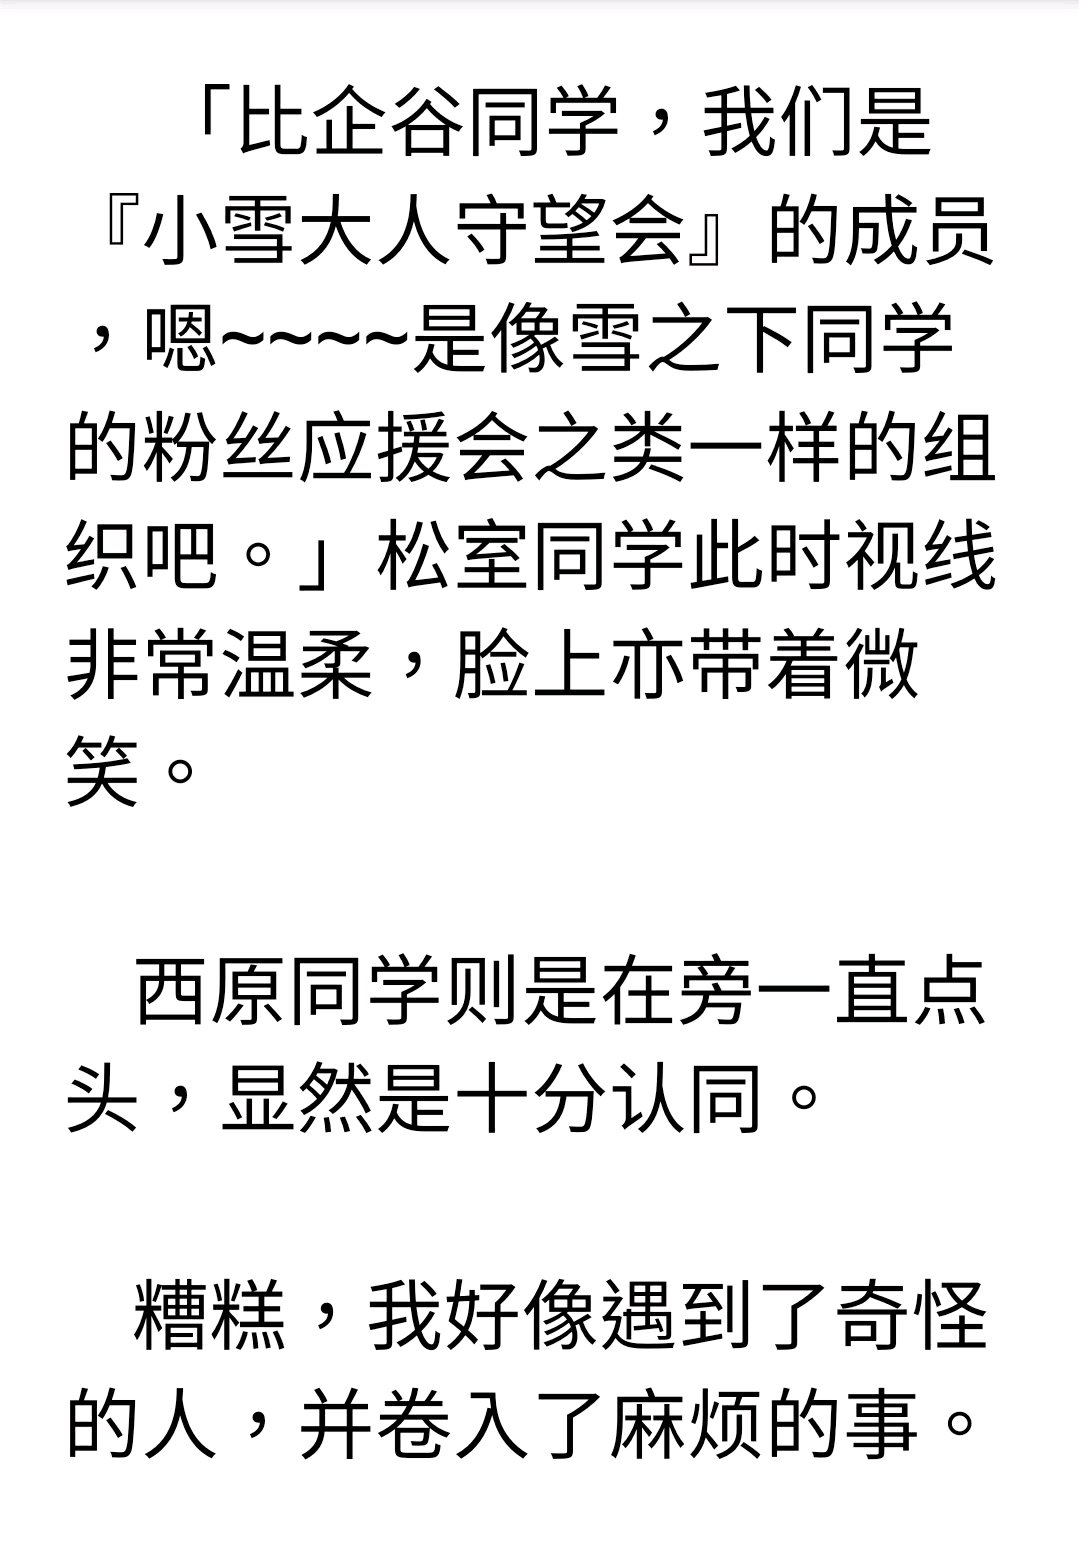 「比企谷同学，我们是
『小雪大人守望会』的成员
，嗯~~~~是像雪之下同学
的粉丝应援会之类一样的组
织吧。」松室同学此时视线
非常温柔，脸上亦带着微
笑。
西原同学则是在旁一直点
头，显然是十分认同。
糟糕，我好像遇到了奇怪
的人，并卷入了麻烦的事。